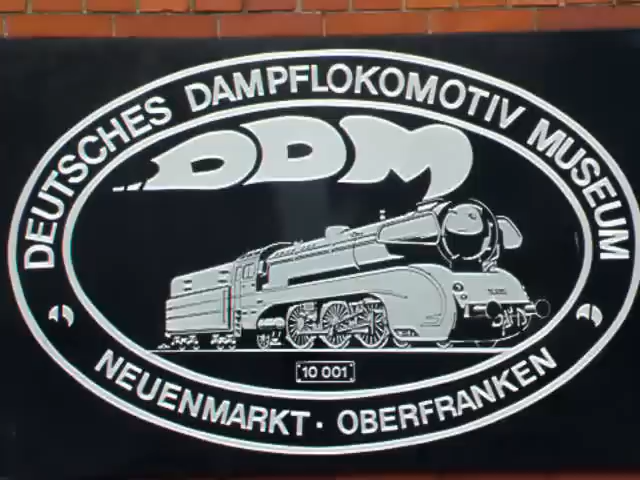 DEUTSCHES DAMPFLOKOMOTIV MUSEUM
DDM
10 001
NEUENMARKT · OBERFRANKEN